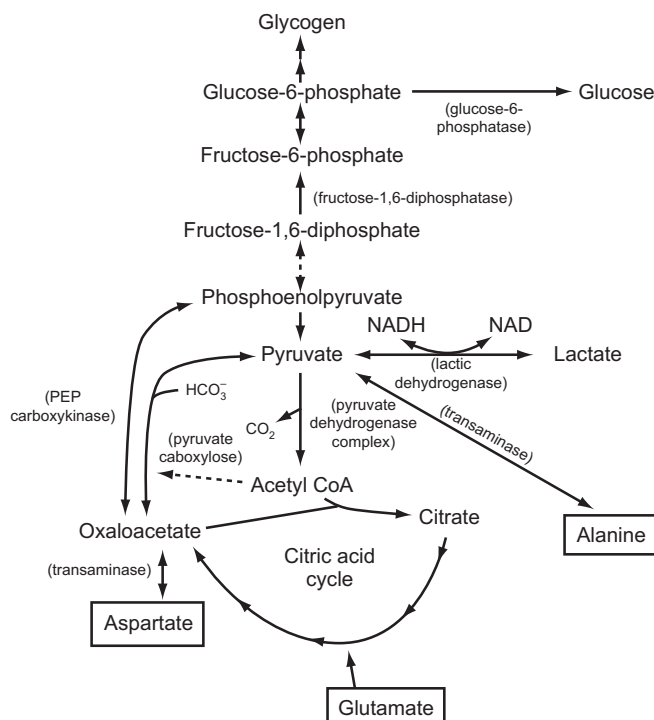 Glycogen
Glucose-6-phosphate
Glucose
(glucose-6-
phosphatase)
Fructose-6-phosphate
(fructose-1,6-diphosphatase)
Fructose-1,6-diphosphate
Phosphoenolpyruvate
NADH
NAD
Pyruvate
Lactate
(lactic
dehydrogenase)
(PEP
carboxykinase)
HCO₃⁻
CO₂
(pyruvate
dehydrogenase
complex)
(transaminase)
(pyruvate
caboxylose)
Acetyl CoA
Oxaloacetate
Citrate
Alanine
Citric acid
cycle
(transaminase)
Aspartate
Glutamate